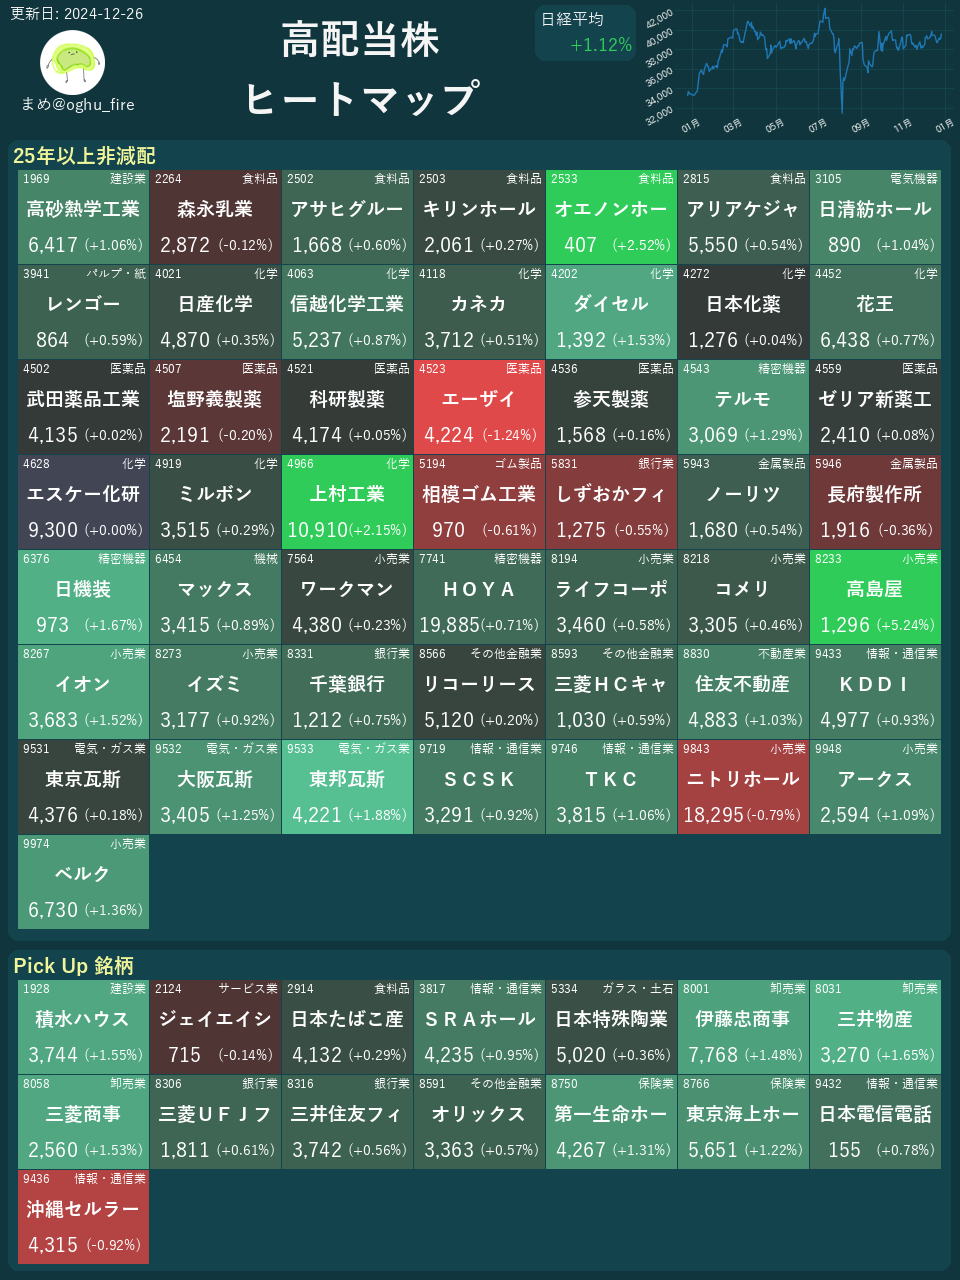 更新日: 2024-12-26
まめ@oghu_fire
高配当株
ヒートマップ
日経平均
+1.12%
42,000
40,000
38,000
36,000
34,000
32,000
01月 03月 05月 07月 09月 11月 01月
25年以上非減配
1969 建設業 2264 食料品 2502 食料品 2503 食料品 2533 食料品 2815 食料品 3105 電気機器
高砂熱学工業 森永乳業 アサヒグルー キリンホール オエノンホー アリアケジャ 日清紡ホール
6,417 (+1.06%) 2,872 (-0.12%) 1,668 (+0.60%) 2,061 (+0.27%) 407 (+2.52%) 5,550 (+0.54%) 890 (+1.04%)
3941 パルプ・紙 4021 化学 4063 化学 4118 化学 4202 化学 4272 化学 4452 化学
レンゴー 日産化学 信越化学工業 カネカ ダイセル 日本化薬 花王
864 (+0.59%) 4,870 (+0.35%) 5,237 (+0.87%) 3,712 (+0.51%) 1,392 (+1.53%) 1,276 (+0.04%) 6,438 (+0.77%)
4502 医薬品 4507 医薬品 4521 医薬品 4523 医薬品 4536 医薬品 4543 精密機器 4559 医薬品
武田薬品工業 塩野義製薬 科研製薬 エーザイ 参天製薬 テルモ ゼリア新薬工
4,135 (+0.02%) 2,191 (-0.20%) 4,174 (+0.05%) 4,224 (-1.24%) 1,568 (+0.16%) 3,069 (+1.29%) 2,410 (+0.08%)
4628 化学 4919 化学 4966 化学 5194 ゴム製品 5831 銀行業 5943 金属製品 5946 金属製品
エスケー化研 ミルボン 上村工業 相模ゴム工業 しずおかフィ ノーリツ 長府製作所
9,300 (+0.00%) 3,515 (+0.29%) 10,910(+2.15%) 970 (-0.61%) 1,275 (-0.55%) 1,680 (+0.54%) 1,916 (-0.36%)
6376 精密機器 6454 機械 7564 小売業 7741 精密機器 8194 小売業 8218 小売業 8233 小売業
日機装 マックス ワークマン ＨＯＹＡ ライフコーポ コメリ 高島屋
973 (+1.67%) 3,415 (+0.89%) 4,380 (+0.23%) 19,885(+0.71%) 3,460 (+0.58%) 3,305 (+0.46%) 1,296 (+5.24%)
8267 小売業 8273 小売業 8331 銀行業 8566 その他金融業 8593 その他金融業 8830 不動産業 9433 情報・通信業
イオン イズミ 千葉銀行 リコーリース 三菱ＨＣキャ 住友不動産 ＫＤＤＩ
3,683 (+1.52%) 3,177 (+0.92%) 1,212 (+0.75%) 5,120 (+0.20%) 1,030 (+0.59%) 4,883 (+1.03%) 4,977 (+0.93%)
9531 電気・ガス業 9532 電気・ガス業 9533 電気・ガス業 9719 情報・通信業 9746 情報・通信業 9843 小売業 9948 小売業
東京瓦斯 大阪瓦斯 東邦瓦斯 ＳＣＳＫ ＴＫＣ ニトリホール アークス
4,376 (+0.18%) 3,405 (+1.25%) 4,221 (+1.88%) 3,291 (+0.92%) 3,815 (+1.06%) 18,295(-0.79%) 2,594 (+1.09%)
9974 小売業
ベルク
6,730 (+1.36%)
Pick Up 銘柄
1928 建設業 2124 サービス業 2914 食料品 3817 情報・通信業 5334 ガラス・土石 8001 卸売業 8031 卸売業
積水ハウス ジェイエイシ 日本たばこ産 ＳＲＡホール 日本特殊陶業 伊藤忠商事 三井物産
3,744 (+1.55%) 715 (-0.14%) 4,132 (+0.29%) 4,235 (+0.95%) 5,020 (+0.36%) 7,768 (+1.48%) 3,270 (+1.65%)
8058 卸売業 8306 銀行業 8316 銀行業 8591 その他金融業 8750 保険業 8766 保険業 9432 情報・通信業
三菱商事 三菱ＵＦＪフ 三井住友フィ オリックス 第一生命ホー 東京海上ホー 日本電信電話
2,560 (+1.53%) 1,811 (+0.61%) 3,742 (+0.56%) 3,363 (+0.57%) 4,267 (+1.31%) 5,651 (+1.22%) 155 (+0.78%)
9436 情報・通信業
沖縄セルラー
4,315 (-0.92%)